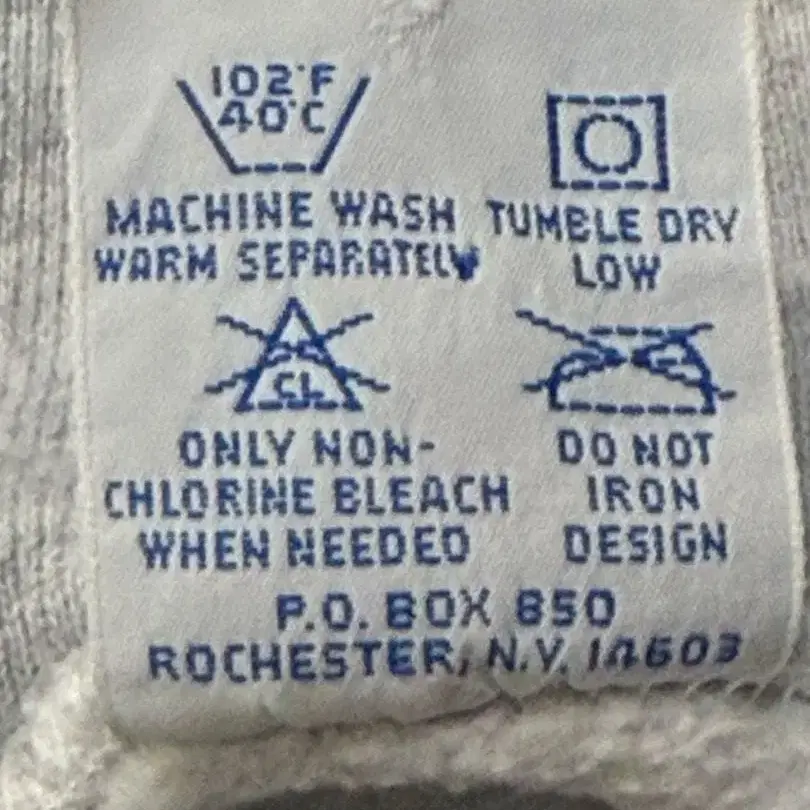 102°F
40°C
MACHINE WASH
WARM SEPARATELY
TUMBLE DRY
LOW
CL
ONLY NON-
CHLORINE BLEACH
WHEN NEEDED
DO NOT
IRON
DESIGN
P.O. BOX 850
ROCHESTER, N.Y. 14603